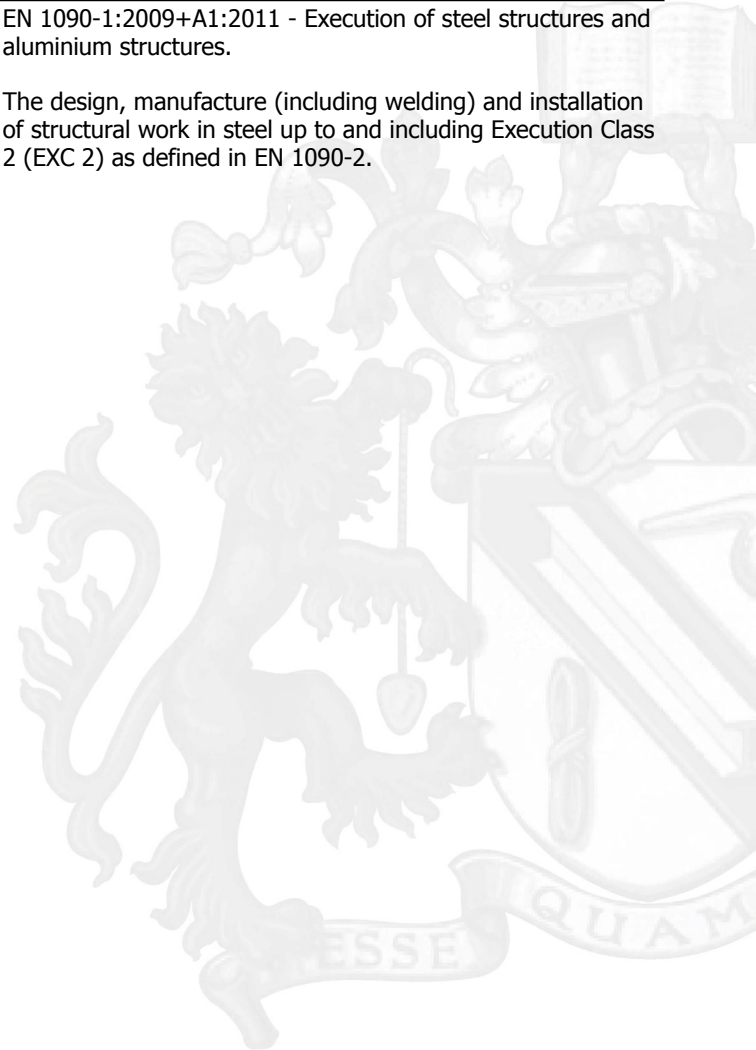 EN 1090-1:2009+A1:2011 - Execution of steel structures and
aluminium structures.
The design, manufacture (including welding) and installation
of structural work in steel up to and including Execution Class
2 (EXC 2) as defined in EN 1090-2.
ESSE QUAM